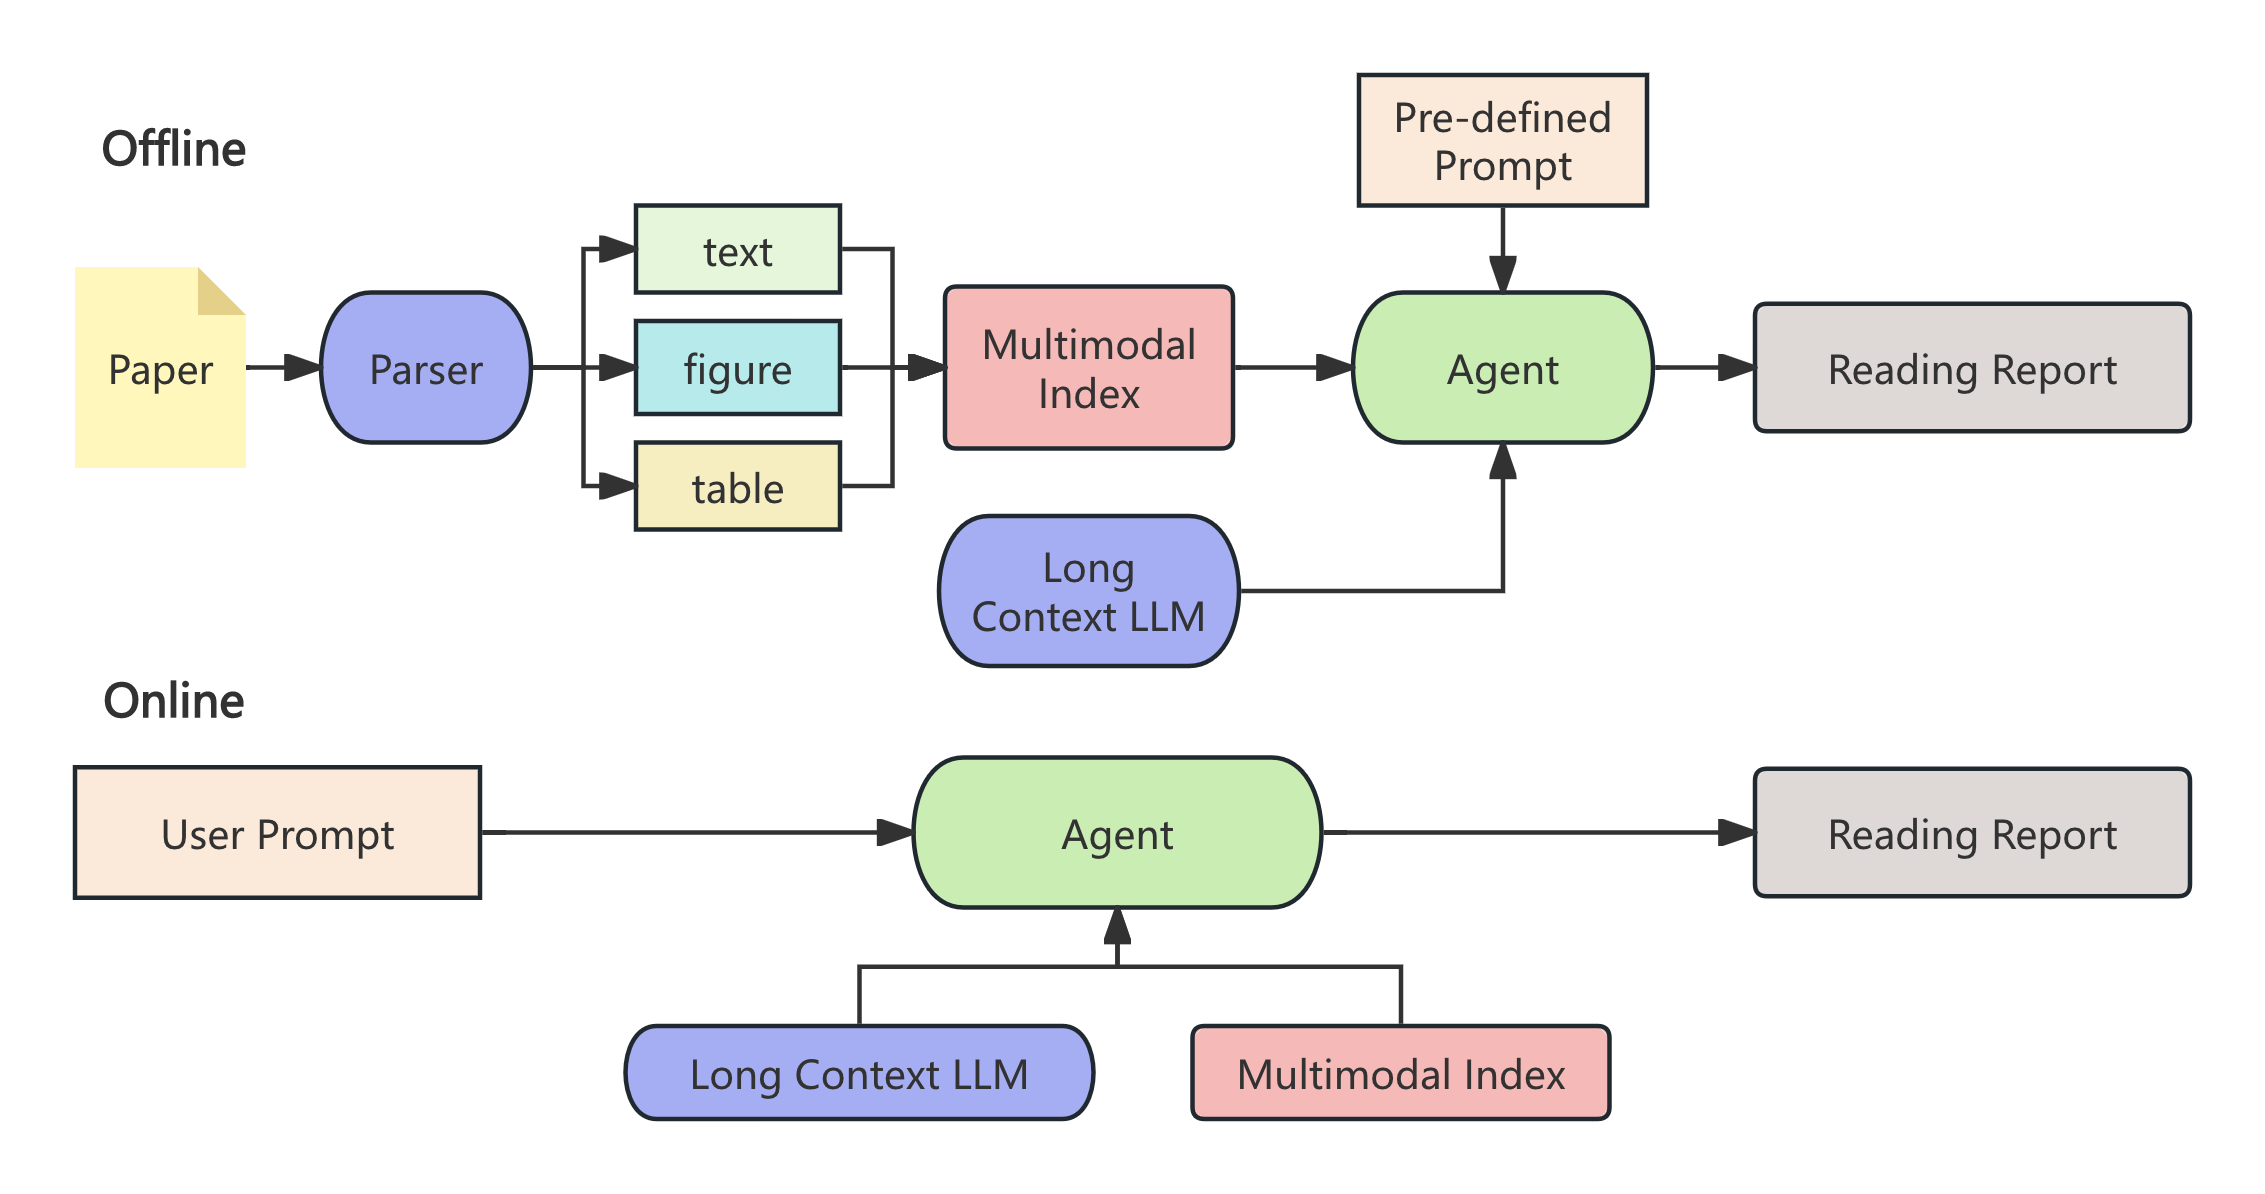 Offline
Pre-defined
Prompt
Paper
Parser
text
figure
table
Multimodal
Index
Agent
Reading Report
Long
Context LLM
Online
User Prompt
Agent
Reading Report
Long Context LLM
Multimodal Index